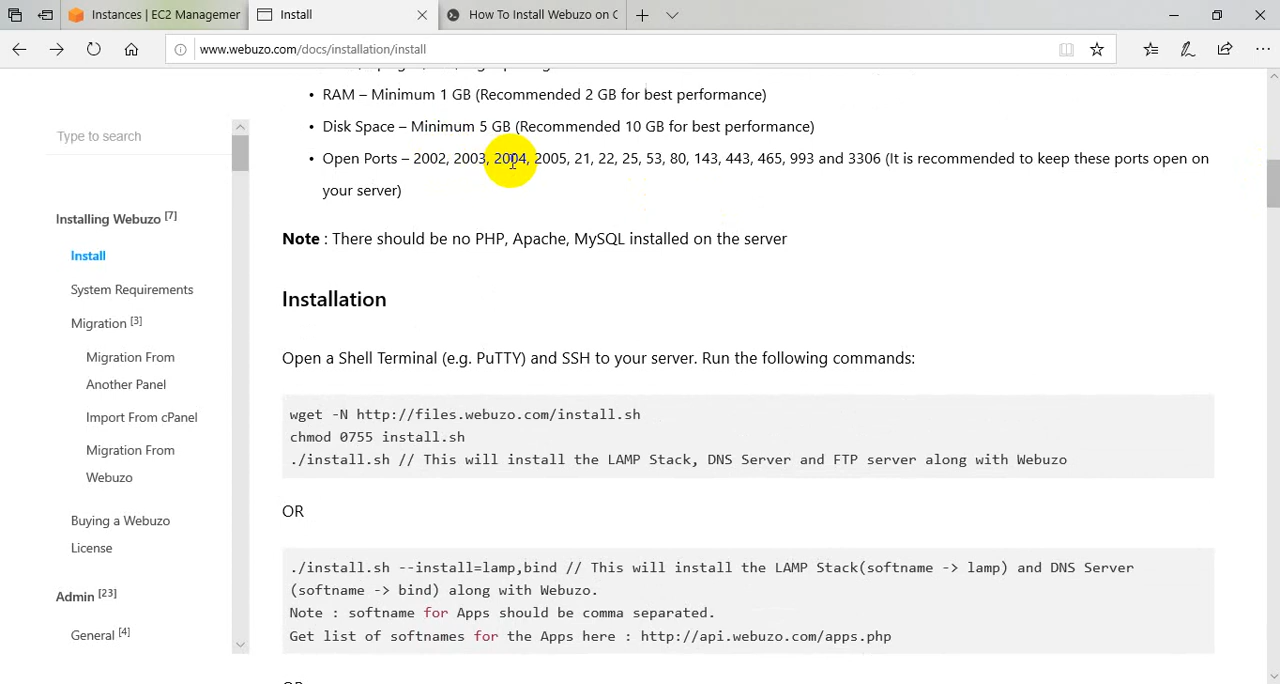 Instances | EC2 Managemer
Install
How To Install Webuzo on C
www.webuzo.com/docs/installation/install
Type to search
Installing Webuzo [7]
Install
System Requirements
Migration [3]
Migration From
Another Panel
Import From cPanel
Migration From
Webuzo
Buying a Webuzo
License
Admin [23]
General [4]
• RAM – Minimum 1 GB (Recommended 2 GB for best performance)
• Disk Space – Minimum 5 GB (Recommended 10 GB for best performance)
• Open Ports – 2002, 2003, 2004, 2005, 21, 22, 25, 53, 80, 143, 443, 465, 993 and 3306 (It is recommended to keep these ports open on
your server)
Note : There should be no PHP, Apache, MySQL installed on the server
Installation
Open a Shell Terminal (e.g. PuTTY) and SSH to your server. Run the following commands:
wget -N http://files.webuzo.com/install.sh
chmod 0755 install.sh
./install.sh // This will install the LAMP Stack, DNS Server and FTP server along with Webuzo
OR
./install.sh --install=lamp,bind // This will install the LAMP Stack(softname -> lamp) and DNS Server
(softname -> bind) along with Webuzo.
Note : softname for Apps should be comma separated.
Get list of softnames for the Apps here : http://api.webuzo.com/apps.php